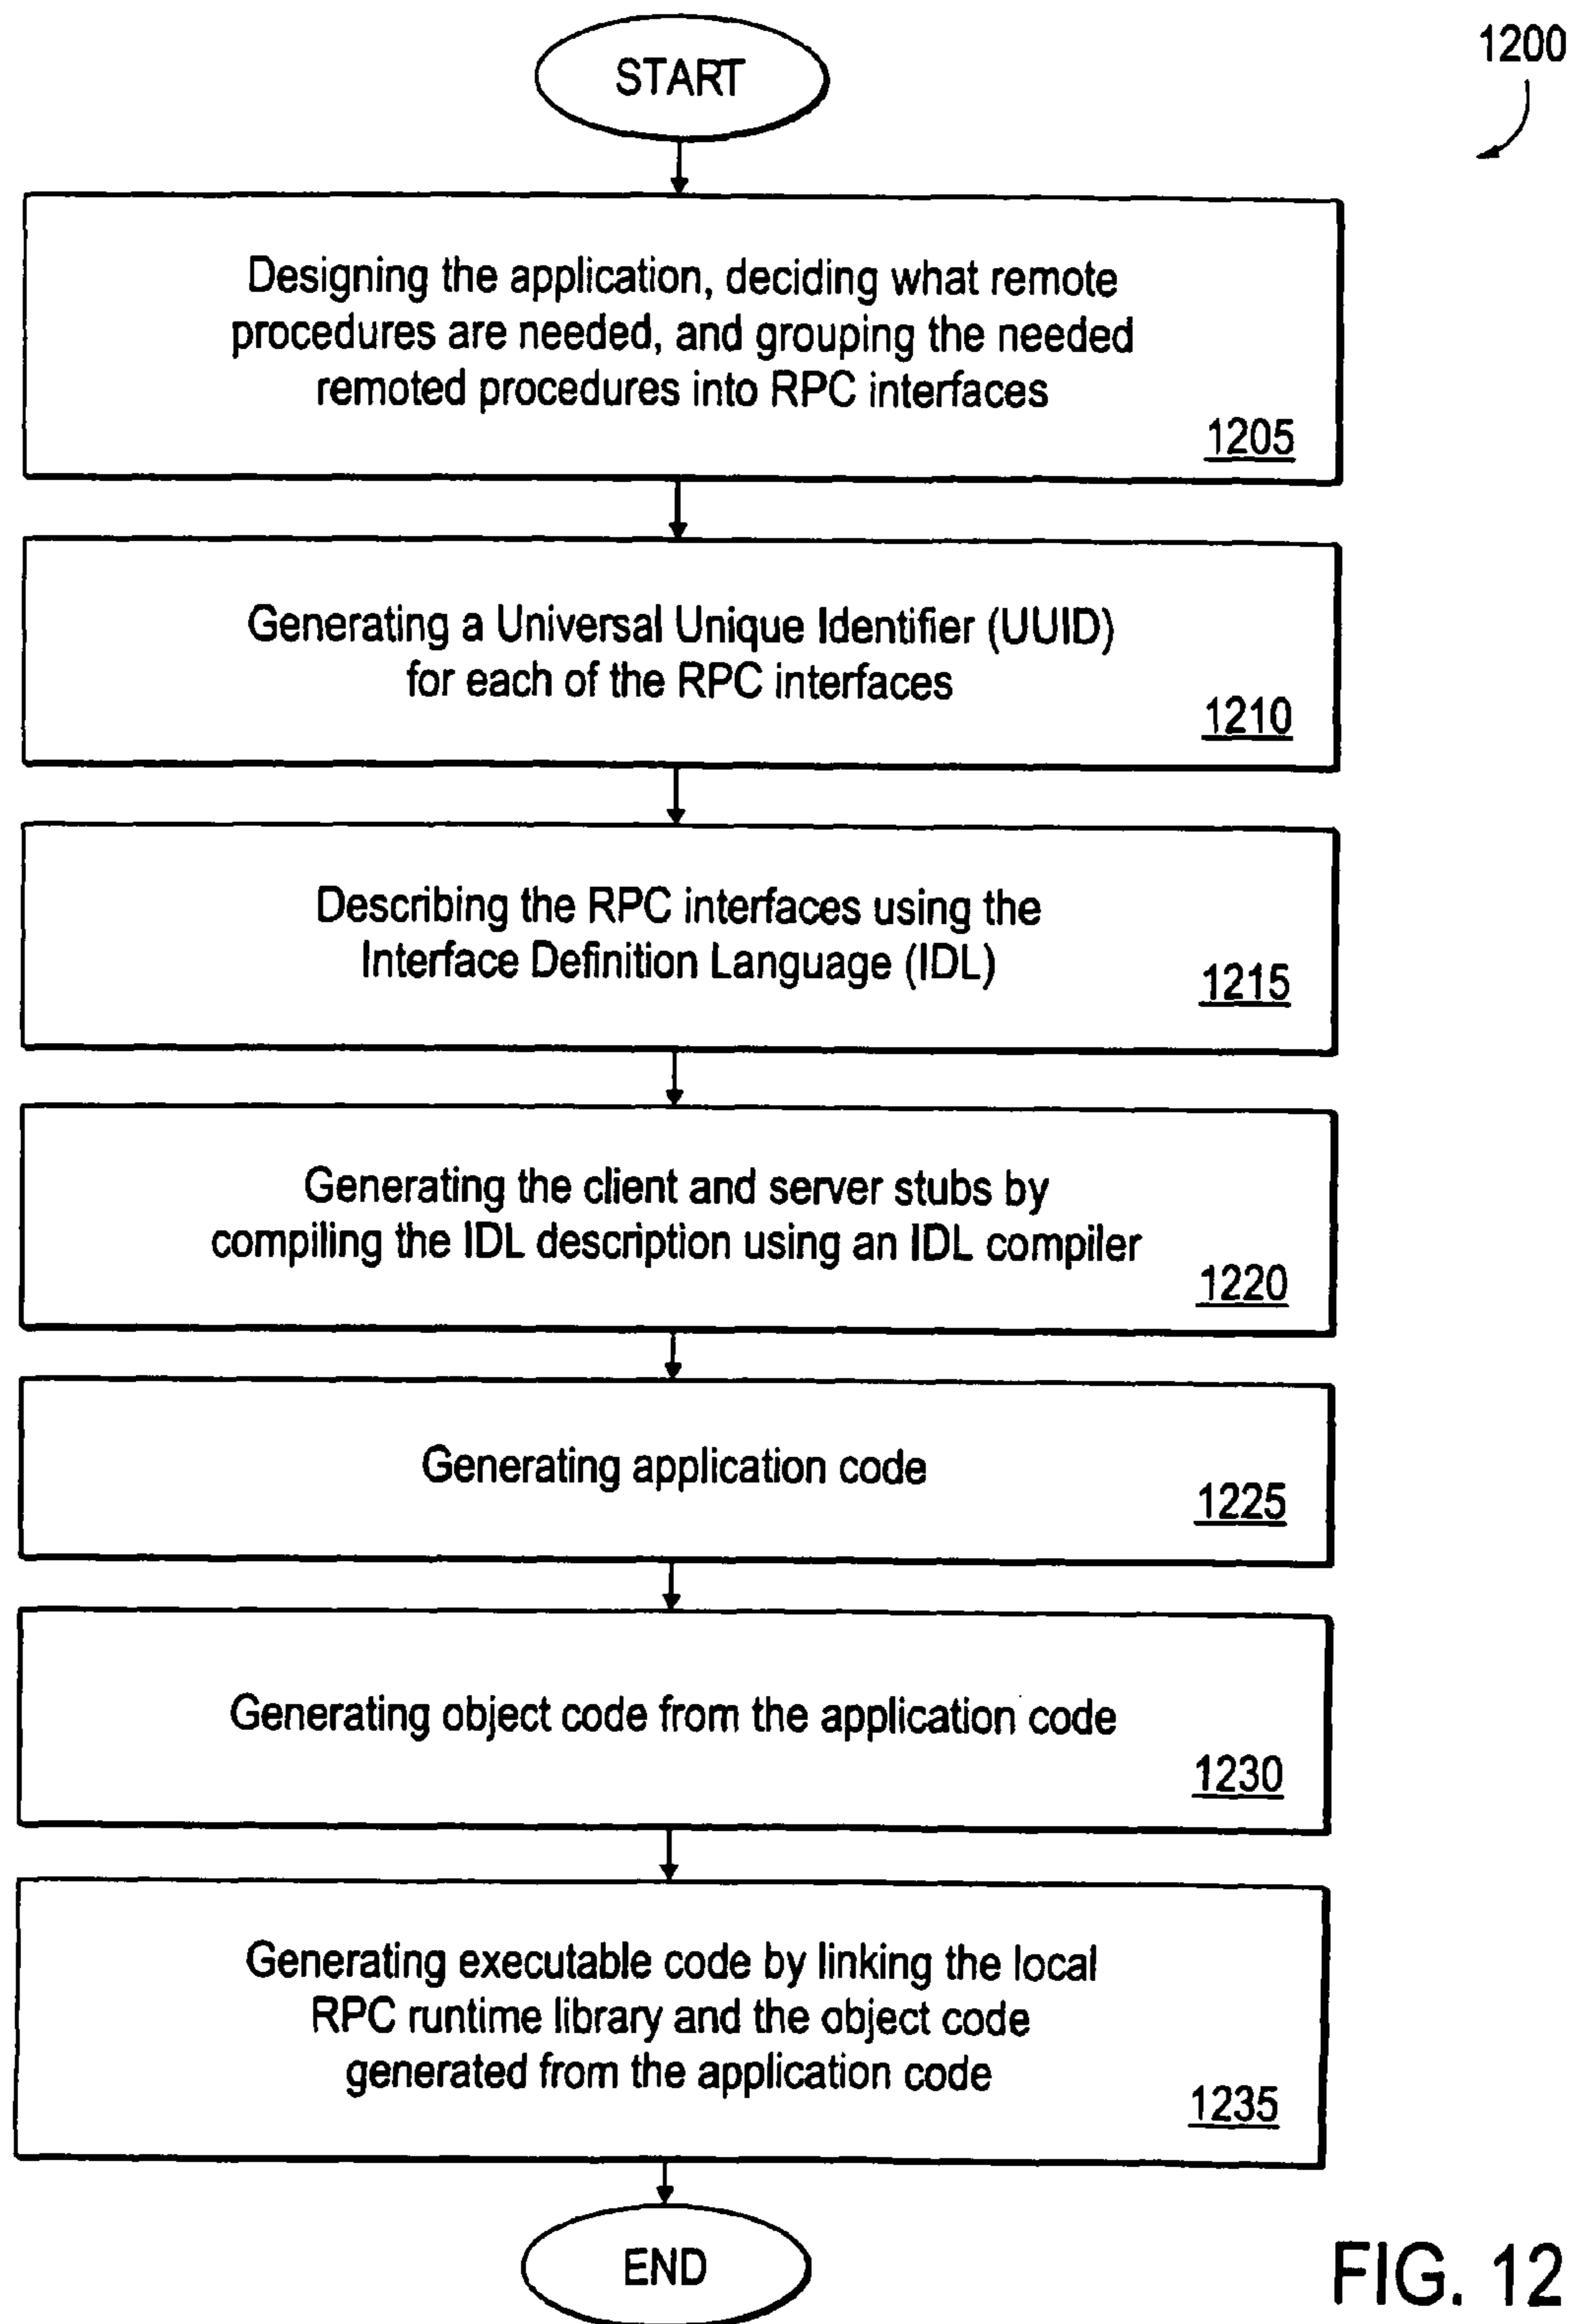 START
1200
Designing the application, deciding what remote
procedures are needed, and grouping the needed
remoted procedures into RPC interfaces
1205
Generating a Universal Unique Identifier (UUID)
for each of the RPC interfaces
1210
Describing the RPC interfaces using the
Interface Definition Language (IDL)
1215
Generating the client and server stubs by
compiling the IDL description using an IDL compiler
1220
Generating application code
1225
Generating object code from the application code
1230
Generating executable code by linking the local
RPC runtime library and the object code
generated from the application code
1235
END
FIG. 12